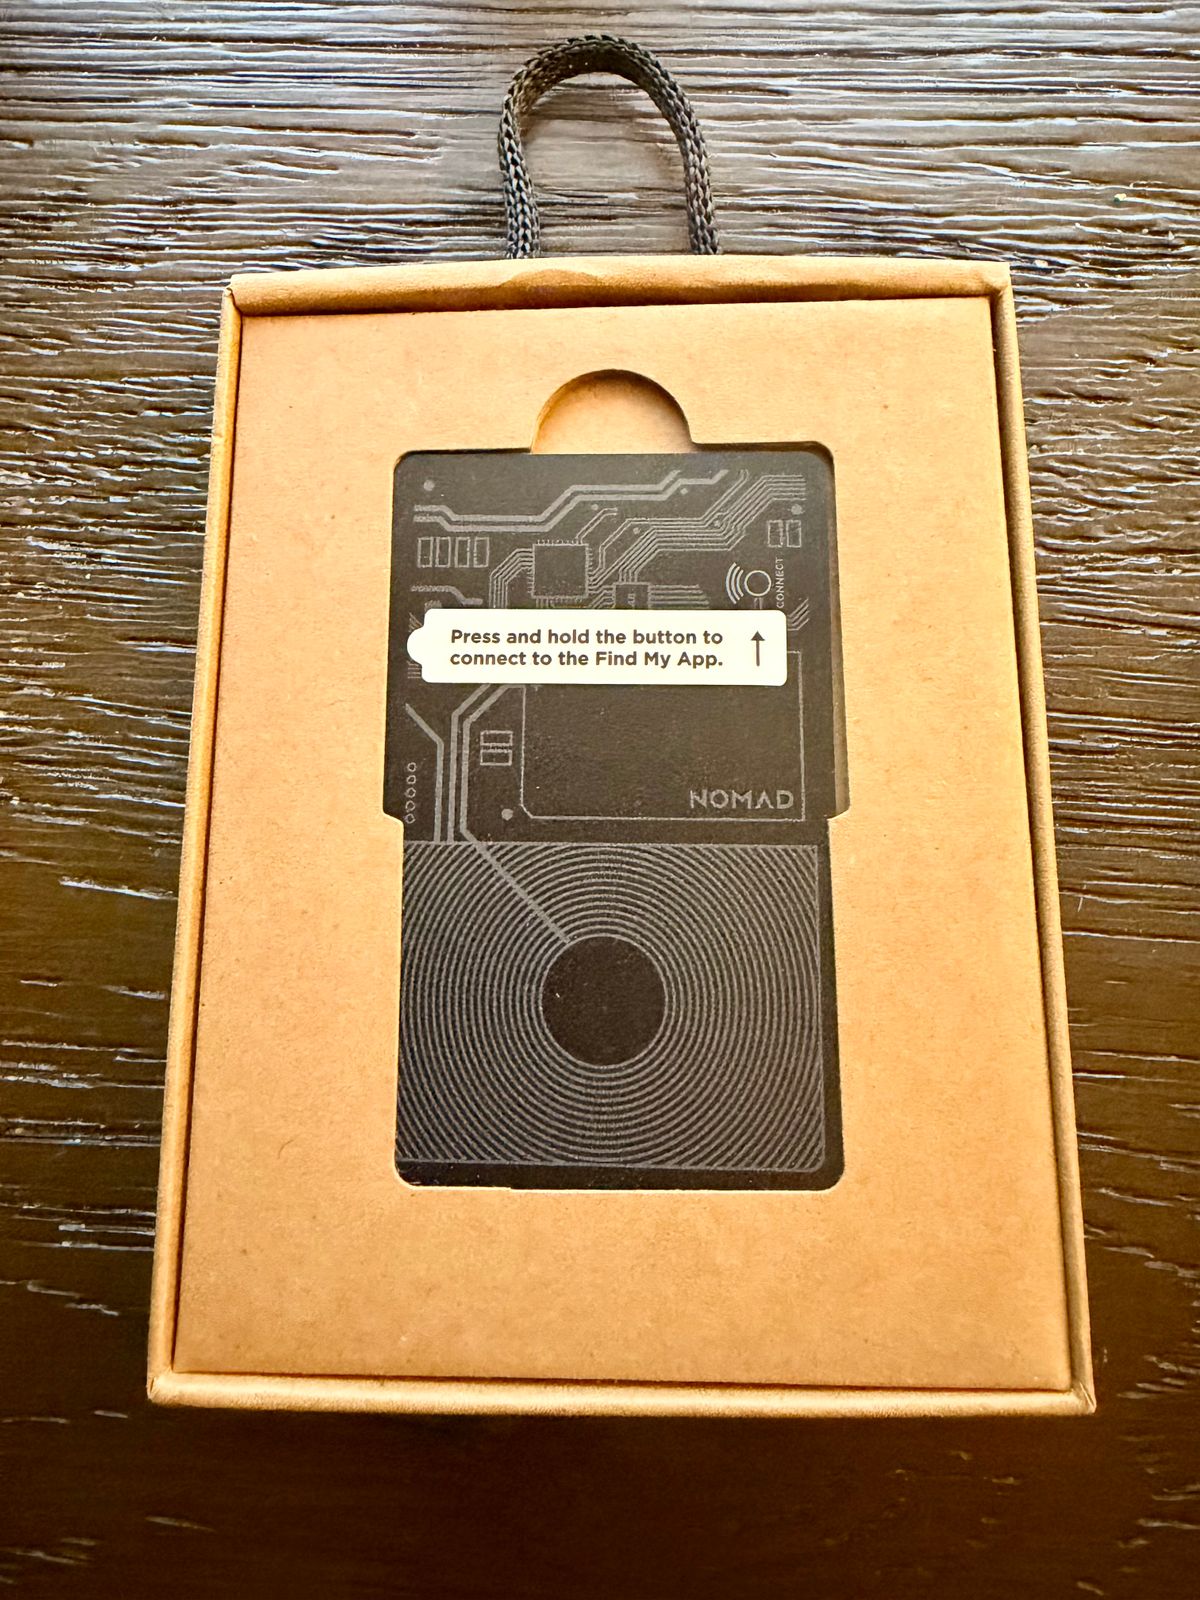 CONNECT
Press and hold the button to
connect to the Find My App.
NOMAD